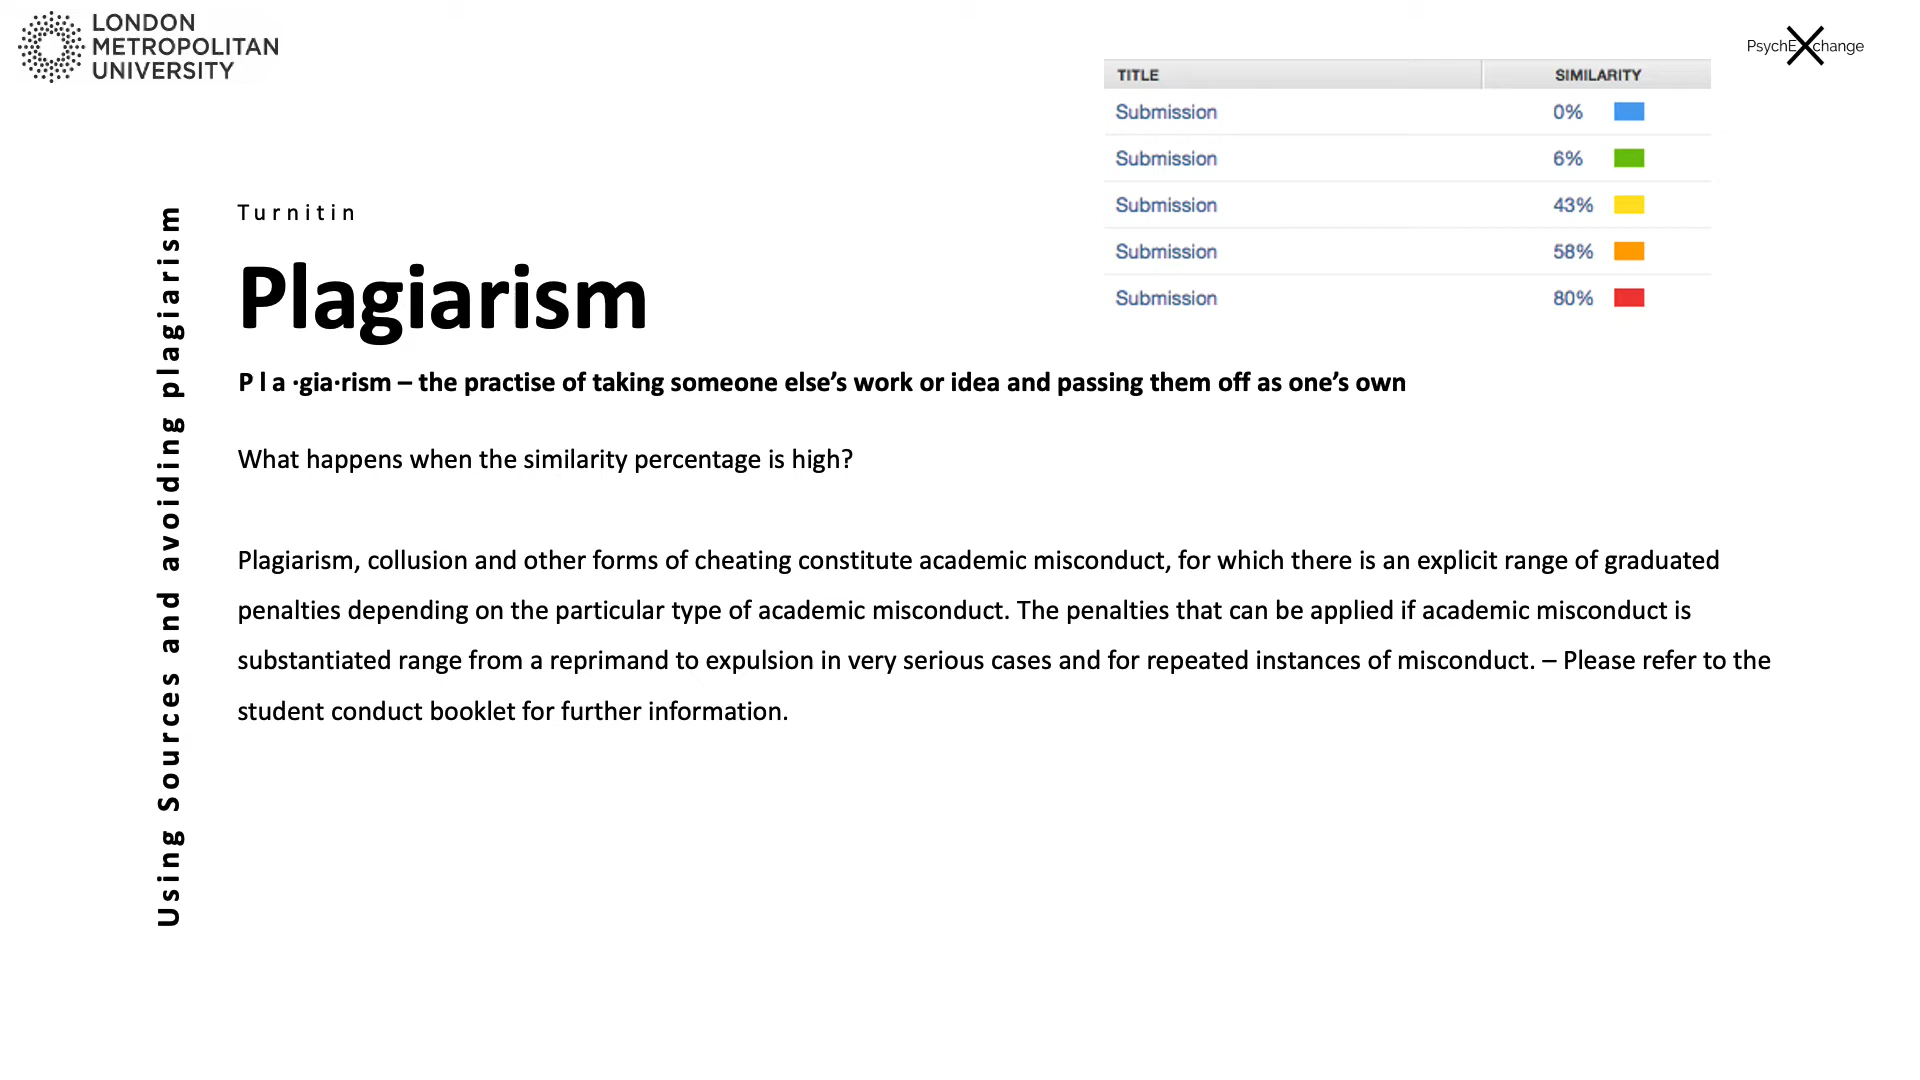 LONDON
METROPOLITAN
UNIVERSITY
PsychEXchange
TITLE SIMILARITY
Submission 0%
Submission 6%
Submission 43%
Submission 58%
Submission 80%
Using Sources and avoiding plagiarism
Turnitin
Plagiarism
Pla·gia·rism – the practise of taking someone else’s work or idea and passing them off as one’s own
What happens when the similarity percentage is high?
Plagiarism, collusion and other forms of cheating constitute academic misconduct, for which there is an explicit range of graduated
penalties depending on the particular type of academic misconduct. The penalties that can be applied if academic misconduct is
substantiated range from a reprimand to expulsion in very serious cases and for repeated instances of misconduct. – Please refer to the
student conduct booklet for further information.